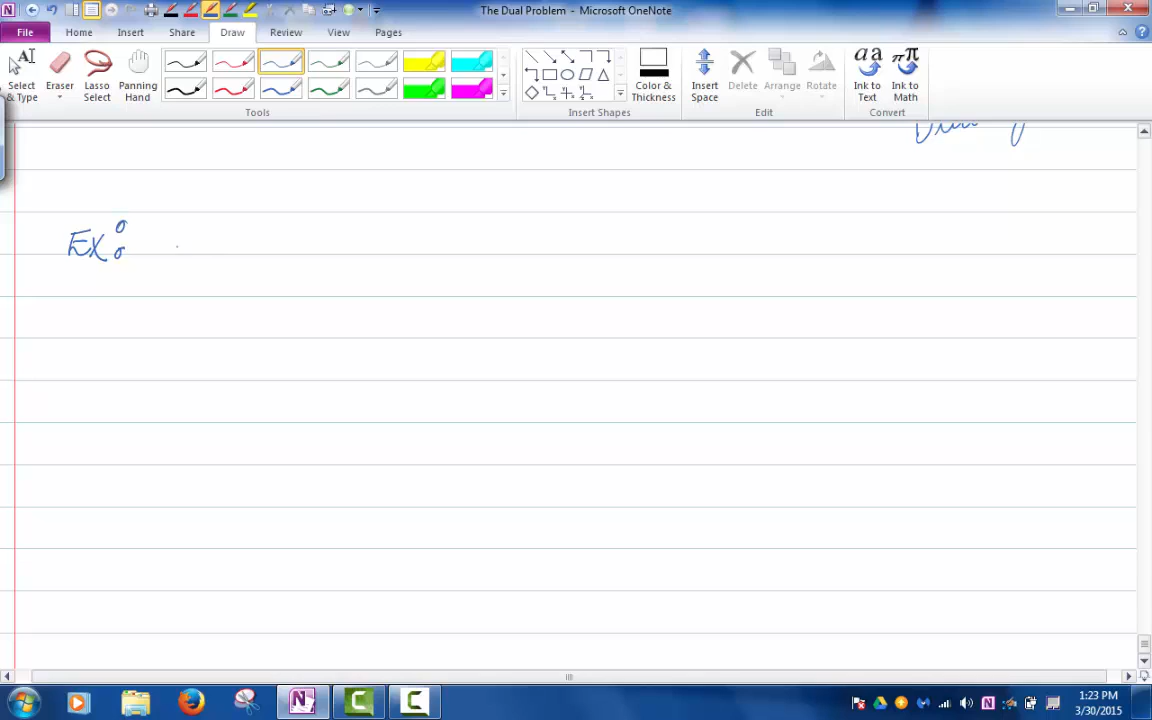 The Dual Problem - Microsoft OneNote
File Home Insert Share Draw Review View Pages
Select & Type
Eraser
Lasso Select
Panning Hand
Color & Thickness
Insert Space
Delete
Arrange
Rotate
Ink to Text
Ink to Math
Tools Insert Shapes Edit Convert
EX:
1:23 PM
3/30/2015